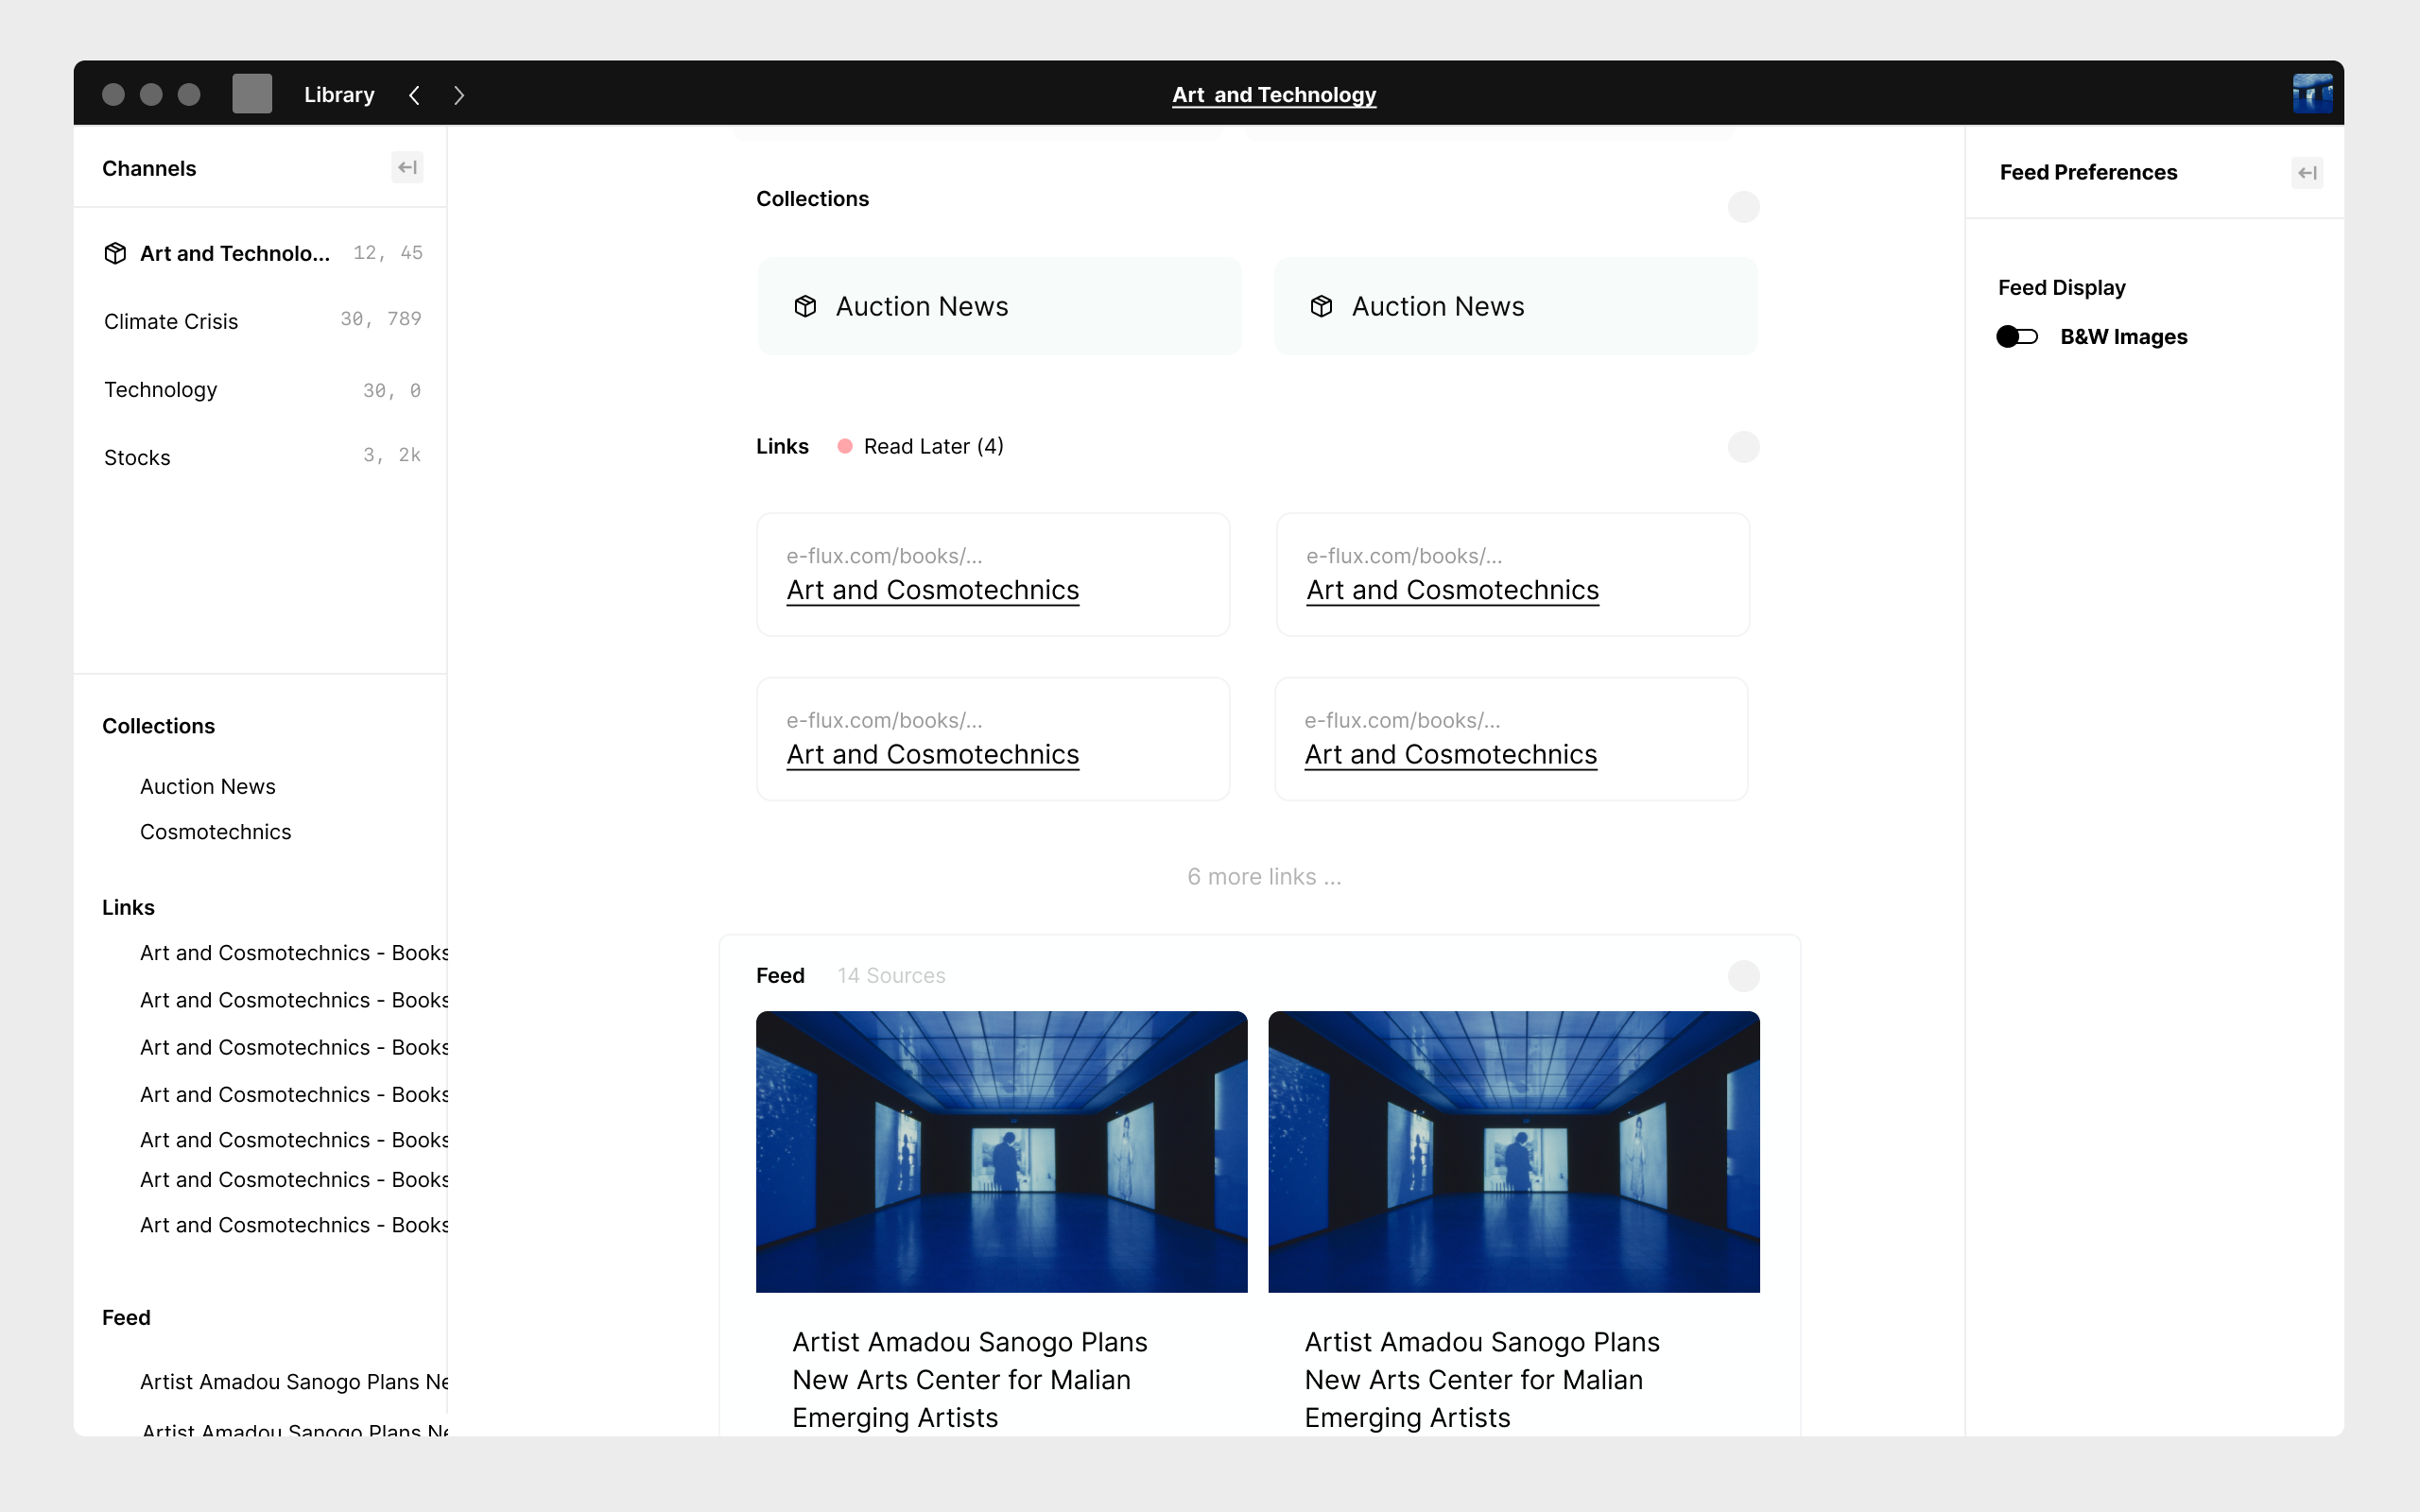 Library
Art  and Technology
Channels
Art and Technolo...
12, 45
Climate Crisis
30, 789
Technology
30, 0
Stocks
3, 2k
Collections
Auction News
Cosmotechnics
Links
Art and Cosmotechnics - Books
Art and Cosmotechnics - Books
Art and Cosmotechnics - Books
Art and Cosmotechnics - Books
Art and Cosmotechnics - Books
Art and Cosmotechnics - Books
Art and Cosmotechnics - Books
Feed
Artist Amadou Sanogo Plans Ne
Artist Amadou Sanogo Plans Ne
Collections
Auction News
Auction News
Links
Read Later (4)
e-flux.com/books/...
Art and Cosmotechnics
e-flux.com/books/...
Art and Cosmotechnics
e-flux.com/books/...
Art and Cosmotechnics
e-flux.com/books/...
Art and Cosmotechnics
6 more links ...
Feed
14 Sources
Artist Amadou Sanogo Plans
New Arts Center for Malian
Emerging Artists
Artist Amadou Sanogo Plans
New Arts Center for Malian
Emerging Artists
Feed Preferences
Feed Display
B&W Images